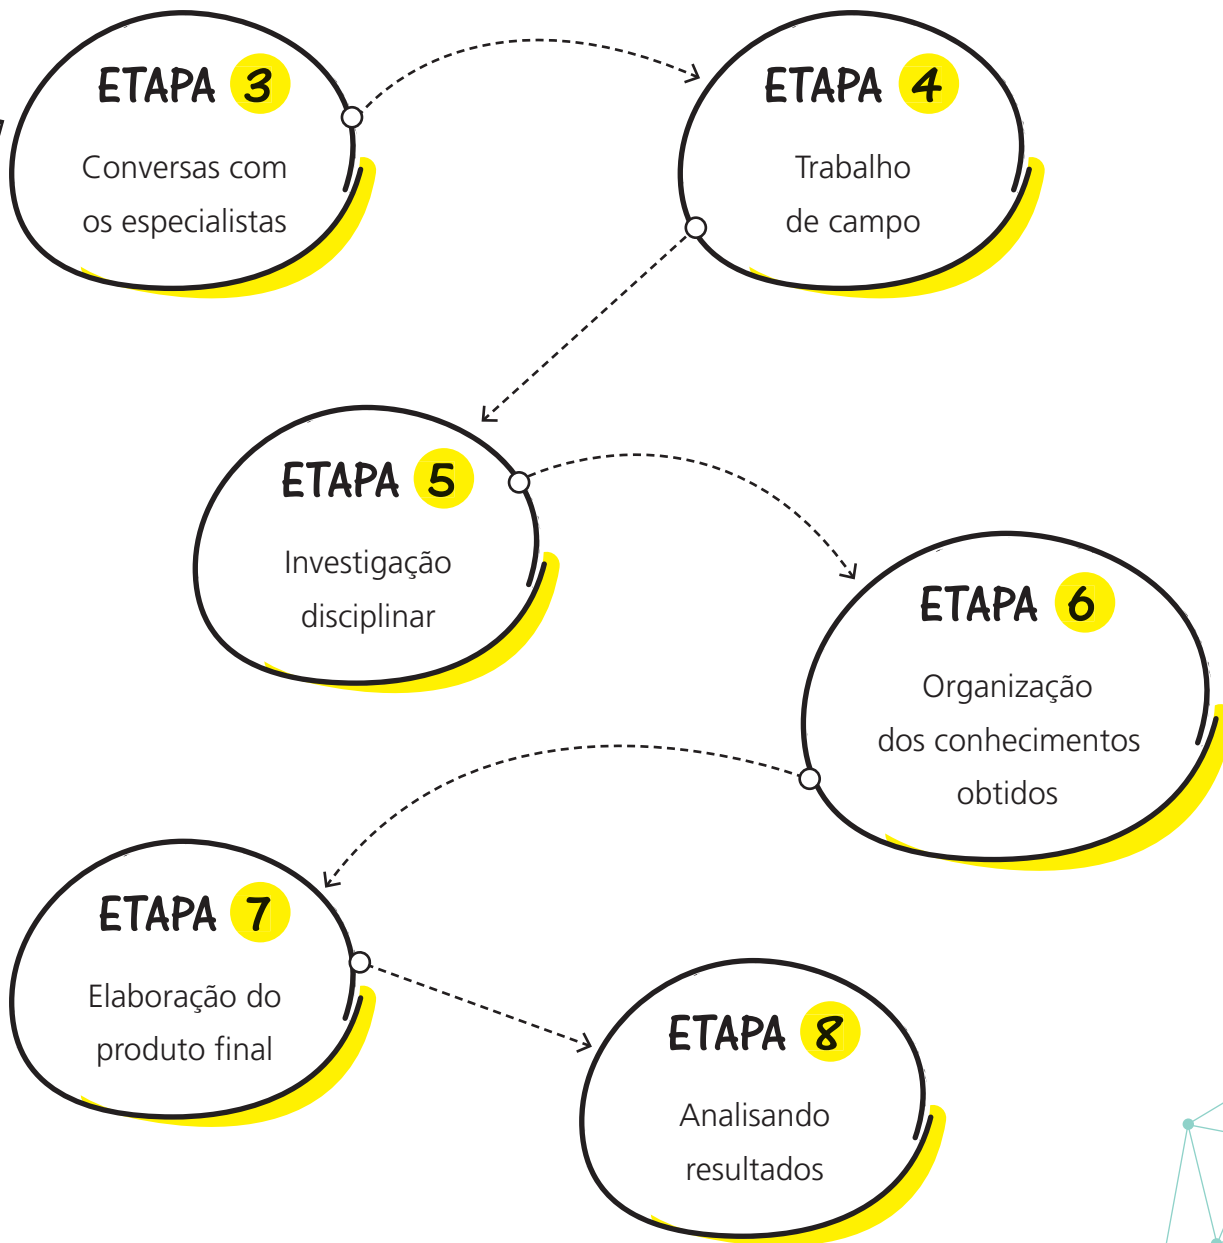 ETAPA 3
Conversas com
os especialistas
ETAPA 4
Trabalho
de campo
ETAPA 5
Investigação
disciplinar
ETAPA 6
Organização
dos conhecimentos
obtidos
ETAPA 7
Elaboração do
produto final
ETAPA 8
Analisando
resultados